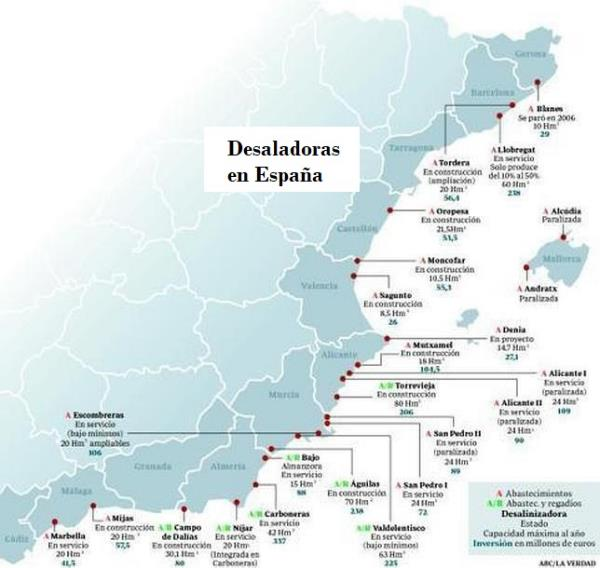 Desaladoras
en España
Gerona
Barcelona
Tarragona
Castellón
Valencia
Alicante
Murcia
Almería
Granada
Málaga
Cádiz
Mallorca
A Blanes
Se paró en 2006
10 Hm³
29
A Llobregat
En servicio
Solo produce
del 10% al 50%
60 Hm³
238
A Tordera
En construcción
(ampliación)
20 Hm³
56,4
A Oropesa
En construcción
21,5Hm³
53,5
A Moncofar
En construcción
10,5 Hm³
55,3
A Sagunto
En construcción
8,5 Hm³
26
A Alcúdia
Paralizada
A Andratx
Paralizada
A Denia
En proyecto
14,7 Hm³
27,1
A Mutxamel
En construcción
18 Hm³
104,5
A Alicante I
En servicio
(paralizada)
24 Hm³
109
A/R Torrevieja
En construcción
80 Hm³
206
A Alicante II
En servicio
(paralizada)
24 Hm³
90
A Escombreras
En servicio
(bajo mínimos)
20 Hm³ ampliables
106
A San Pedro II
En servicio
(paralizada)
24 Hm³
89
A San Pedro I
En servicio
24 Hm³
72
A/R Bajo
Almanzora
En servicio
15 Hm³
88
A/R Águilas
En construcción
70 Hm³
238
A/R Carboneras
En servicio
42 Hm³
337
A/R Valdelentisco
En servicio
(bajo mínimos)
63 Hm³
225
A Marbella
En servicio
20 Hm³
41,5
A Mijas
En construcción
20 Hm³
57,5
A/R Campo
de Dalías
En construcción
30,1 Hm³
80
A/R Níjar
En servicio
20 Hm³
(Integrada en
Carboneras)
A Abastecimientos
A/R Abastec. y regadíos
Desalinizadora
Estado
Capacidad máxima al año
Inversión en millones de euros
ABC/LA VERDAD